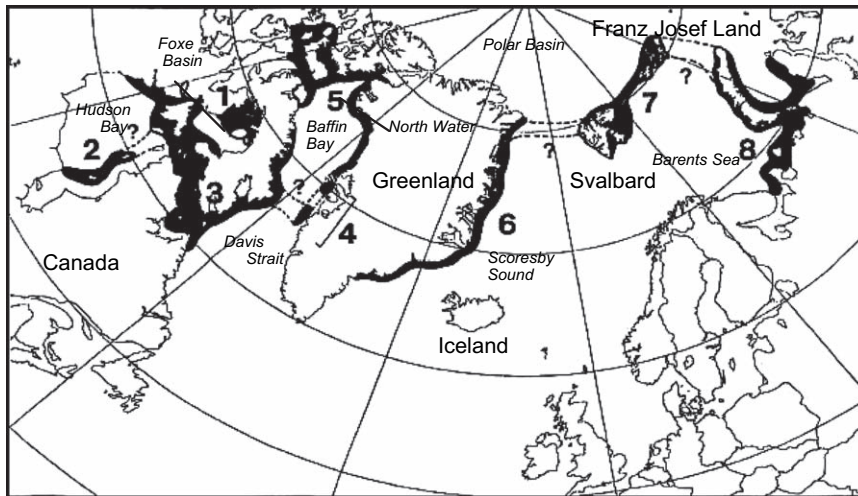 Franz Josef Land
Foxe
Basin
Polar Basin
?
1
5
7
Hudson
Bay
?
North Water
Baffin
Bay
2
8
Barents Sea
?
Greenland
Svalbard
?
3
6
4
Davis
Strait
Scoresby
Sound
Canada
Iceland